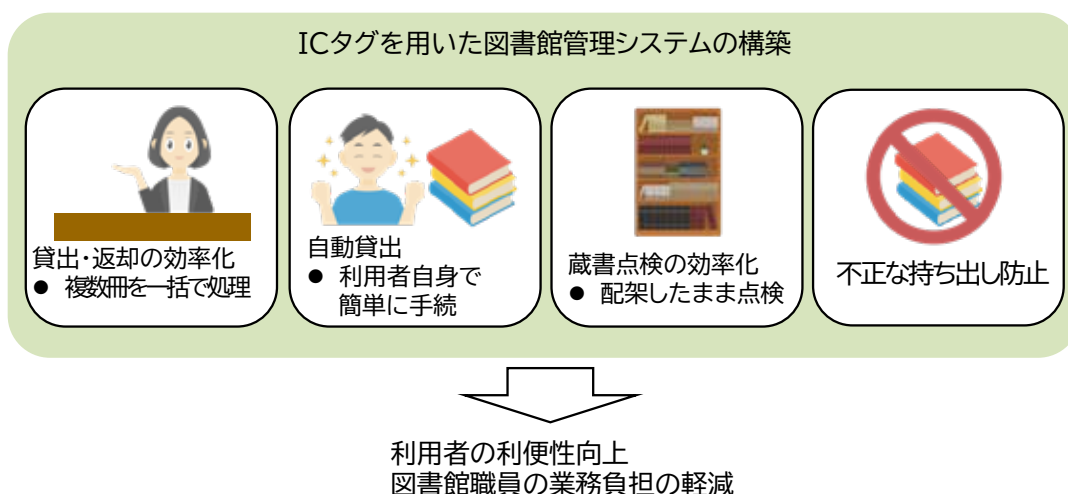 ICタグを用いた図書館管理システムの構築
貸出・返却の効率化
● 複数冊を一括で処理
自動貸出
● 利用者自身で
簡単に手続
蔵書点検の効率化
● 配架したまま点検
不正な持ち出し防止
利用者の利便性向上
図書館職員の業務負担の軽減